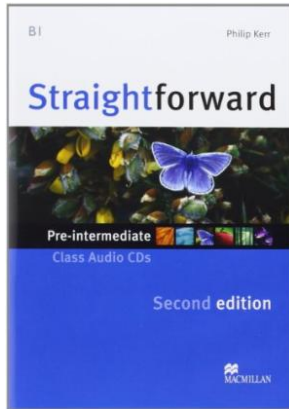 B1
Philip Kerr
Straightforward
Pre-intermediate
Class Audio CDs
Second edition
MACMILLAN